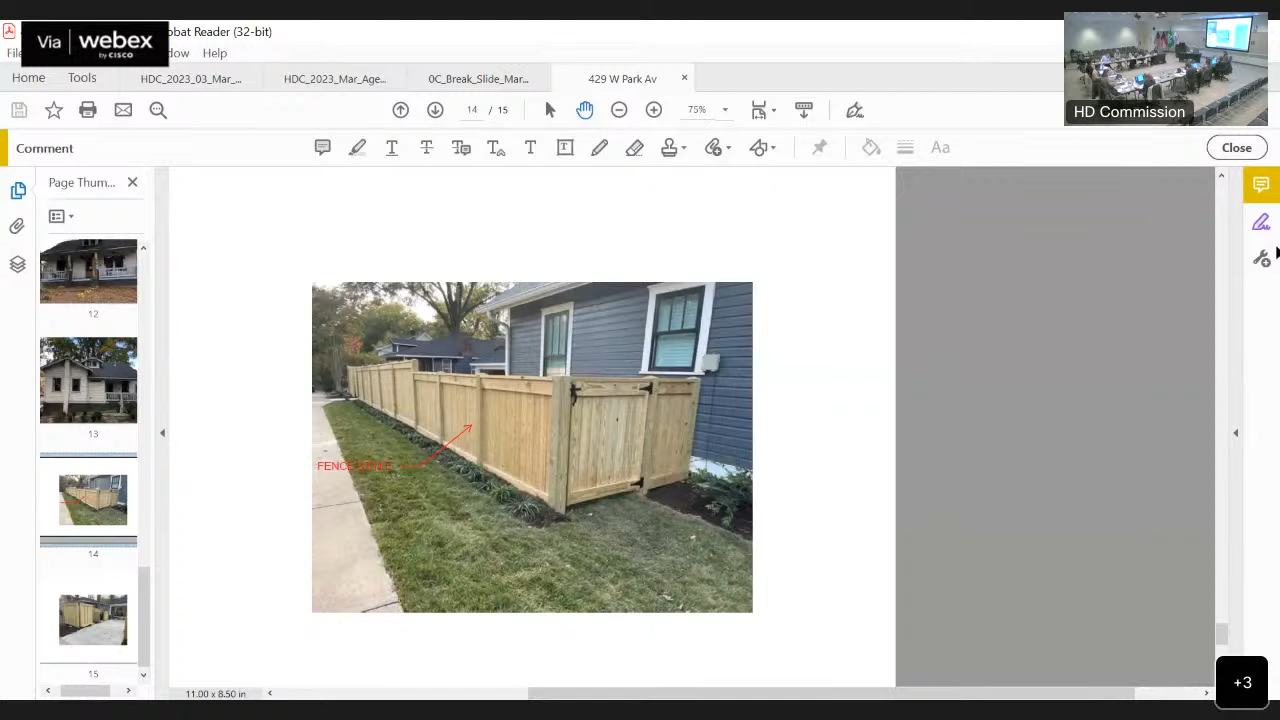 Via webex
by CISCO
obat Reader (32-bit)
dow Help
Home Tools HDC_2023_03_Mar_... HDC_2023_Mar_Age... 0C_Break_Slide_Mar... 429 W Park Av
14 / 15 75%
HD Commission
Comment Aa Close
Page Thum...
12
13
14
15
FENCE STYLE
11.00 x 8.50 in
+3